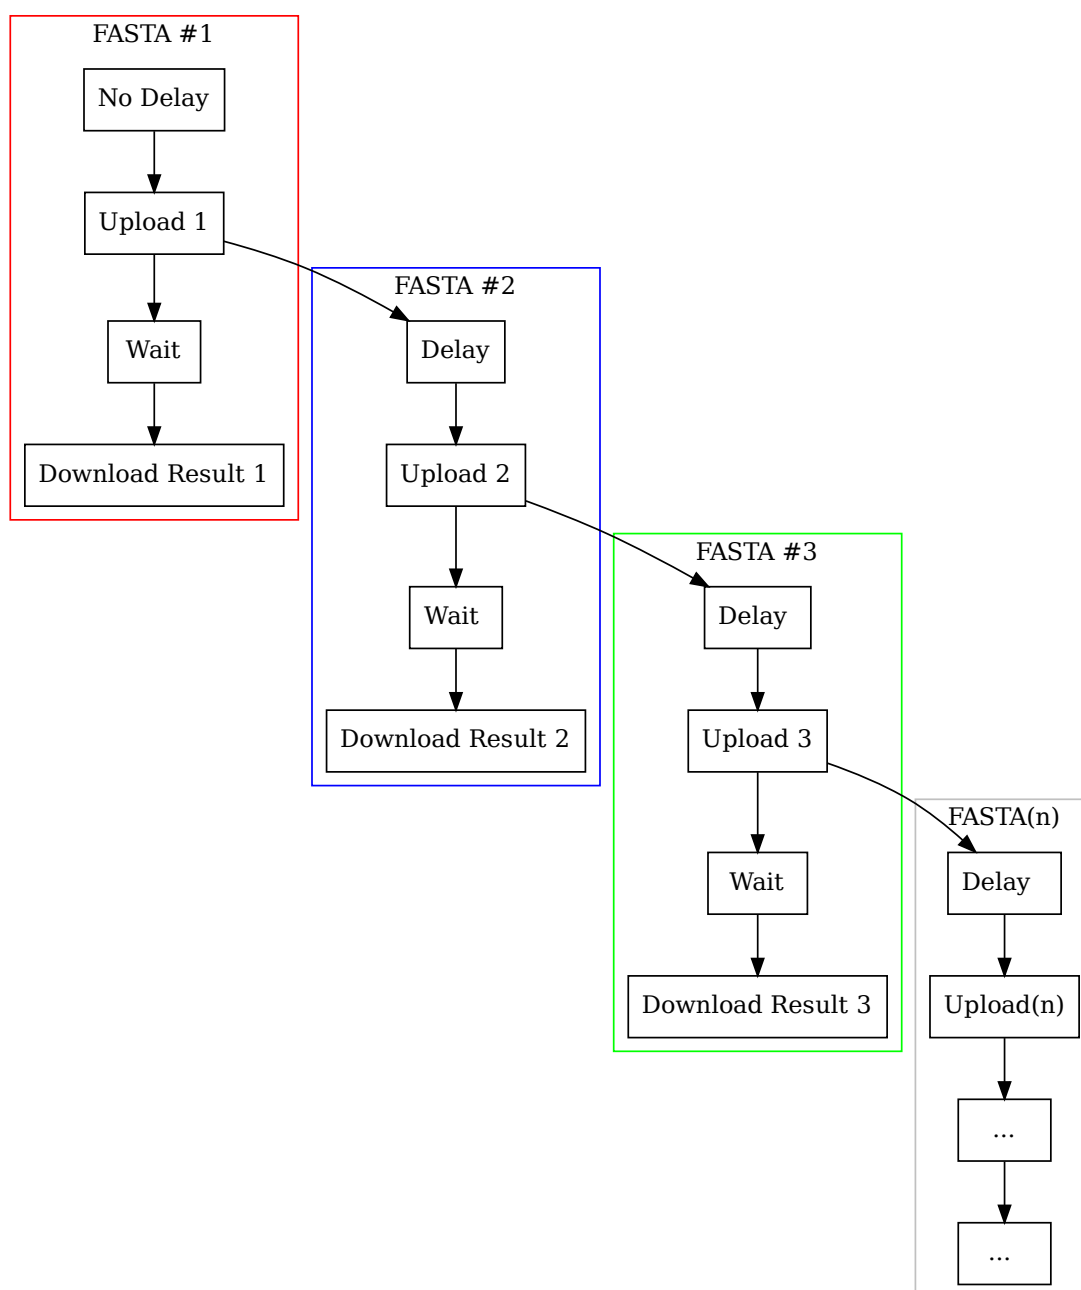 FASTA #1
No Delay
Upload 1
Wait
Download Result 1
FASTA #2
Delay
Upload 2
Wait
Download Result 2
FASTA #3
Delay
Upload 3
Wait
Download Result 3
FASTA(n)
Delay
Upload(n)
...
...